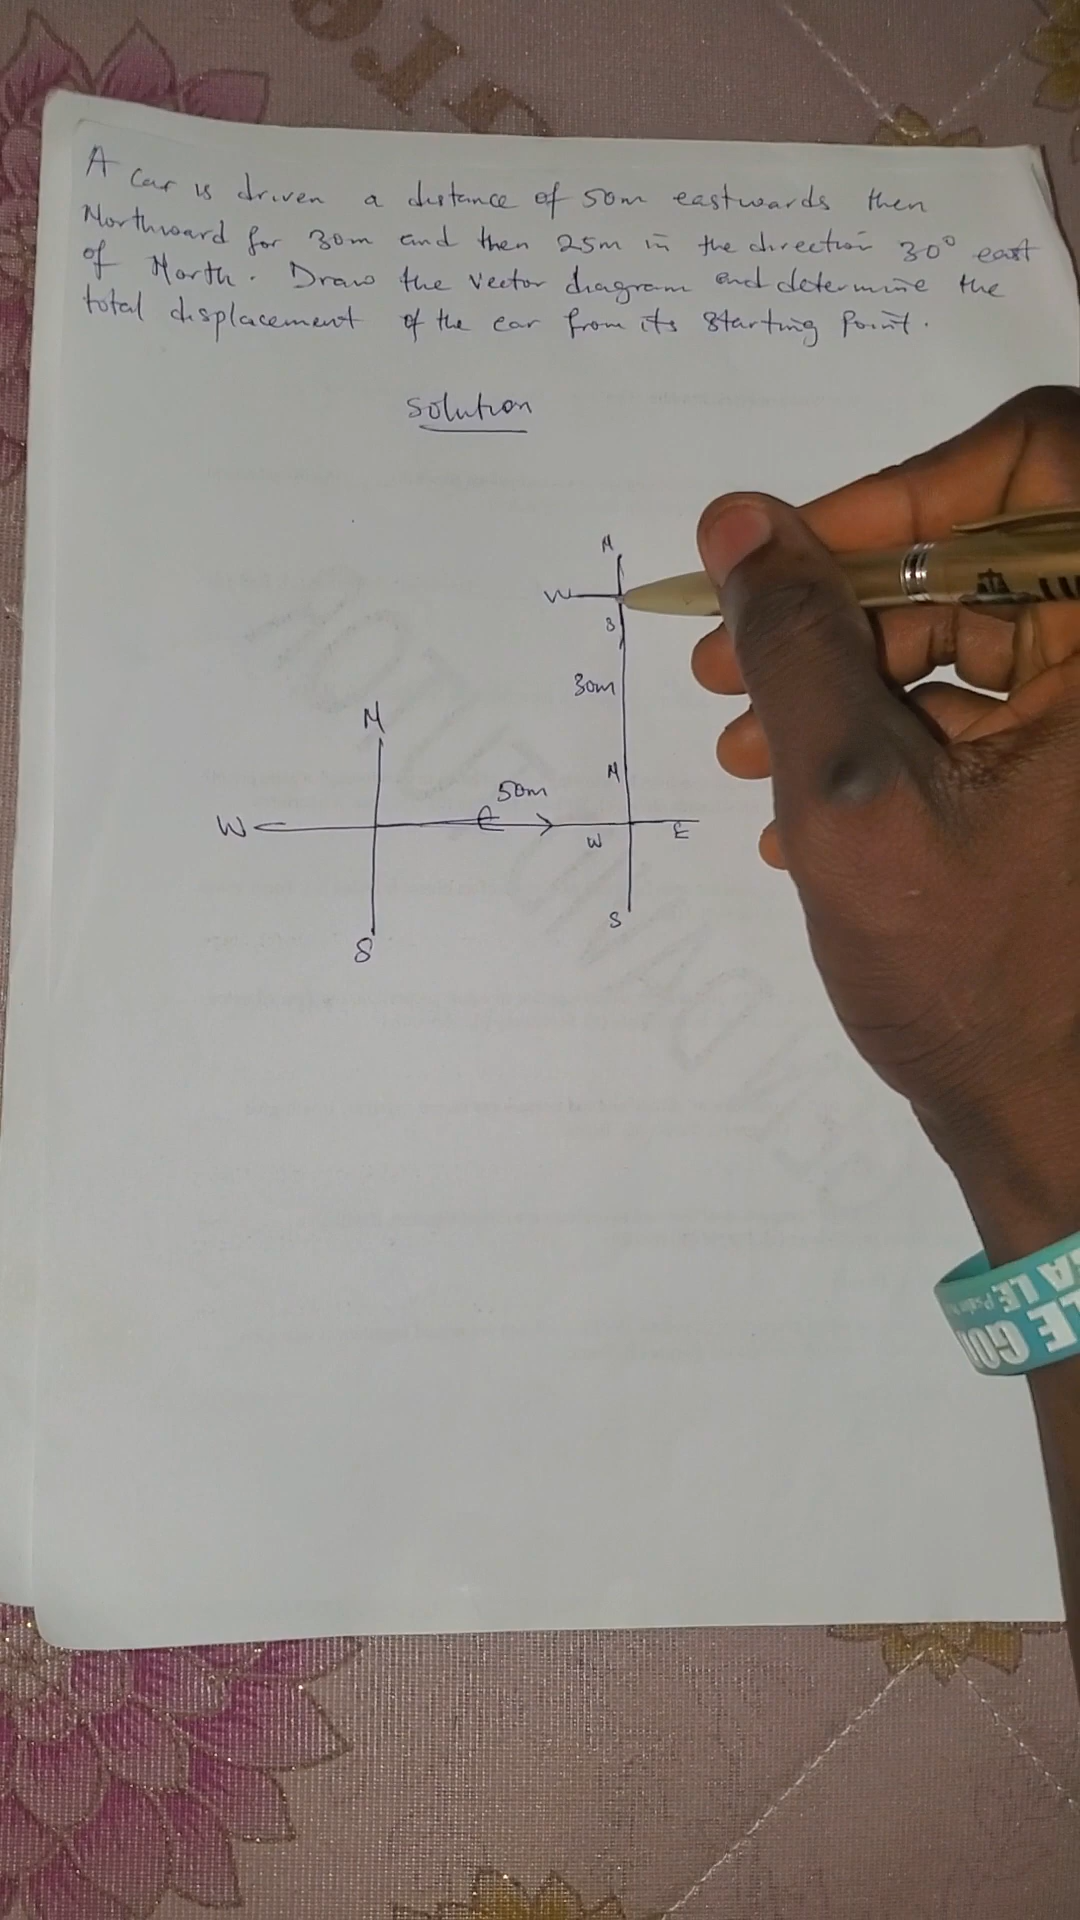 A car is driven a distance of 50m eastwards then
Northward for 30m and then 25m in the direction 30° east
of North. Draw the vector diagram and determine the
total displacement of the car from its starting point.
Solution
N
W
S
30m
N
50m
N
W
E
W
E
S
S